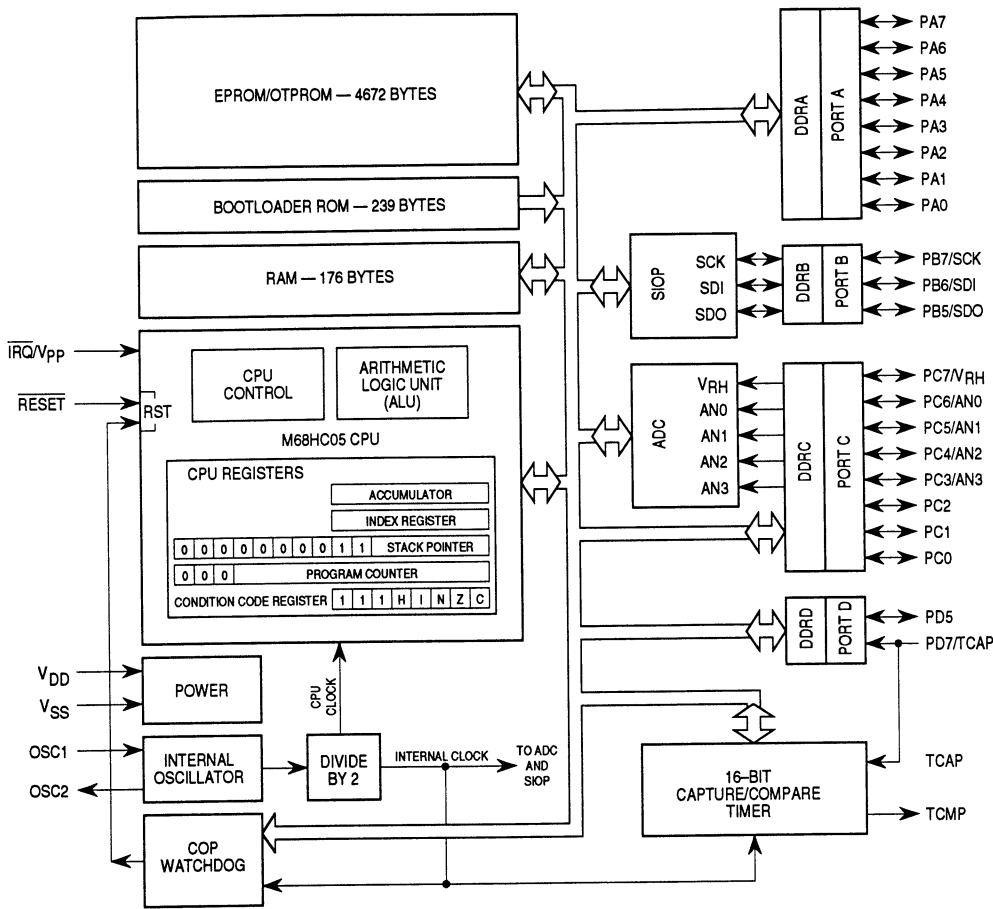 EPROM/OTPROM — 4672 BYTES
BOOTLOADER ROM — 239 BYTES
RAM — 176 BYTES
IRQ/VPP
RESET
RST
CPU
CONTROL
ARITHMETIC
LOGIC UNIT
(ALU)
M68HC05 CPU
CPU REGISTERS
ACCUMULATOR
INDEX REGISTER
0 0 0 0 0 0 0 0 1 1 STACK POINTER
0 0 0 PROGRAM COUNTER
CONDITION CODE REGISTER 1 1 1 H I N Z C
VDD
VSS
POWER
CPU
CLOCK
OSC1
OSC2
INTERNAL
OSCILLATOR
DIVIDE
BY 2
INTERNAL CLOCK
TO ADC
AND
SIOP
COP
WATCHDOG
DDRA
PORT A
PA7
PA6
PA5
PA4
PA3
PA2
PA1
PA0
SIOP
SCK
SDI
SDO
DDRB
PORT B
PB7/SCK
PB6/SDI
PB5/SDO
ADC
VRH
AN0
AN1
AN2
AN3
DDRC
PORT C
PC7/VRH
PC6/AN0
PC5/AN1
PC4/AN2
PC3/AN3
PC2
PC1
PC0
DDRD
PORT D
PD5
PD7/TCAP
16–BIT
CAPTURE/COMPARE
TIMER
TCAP
TCMP